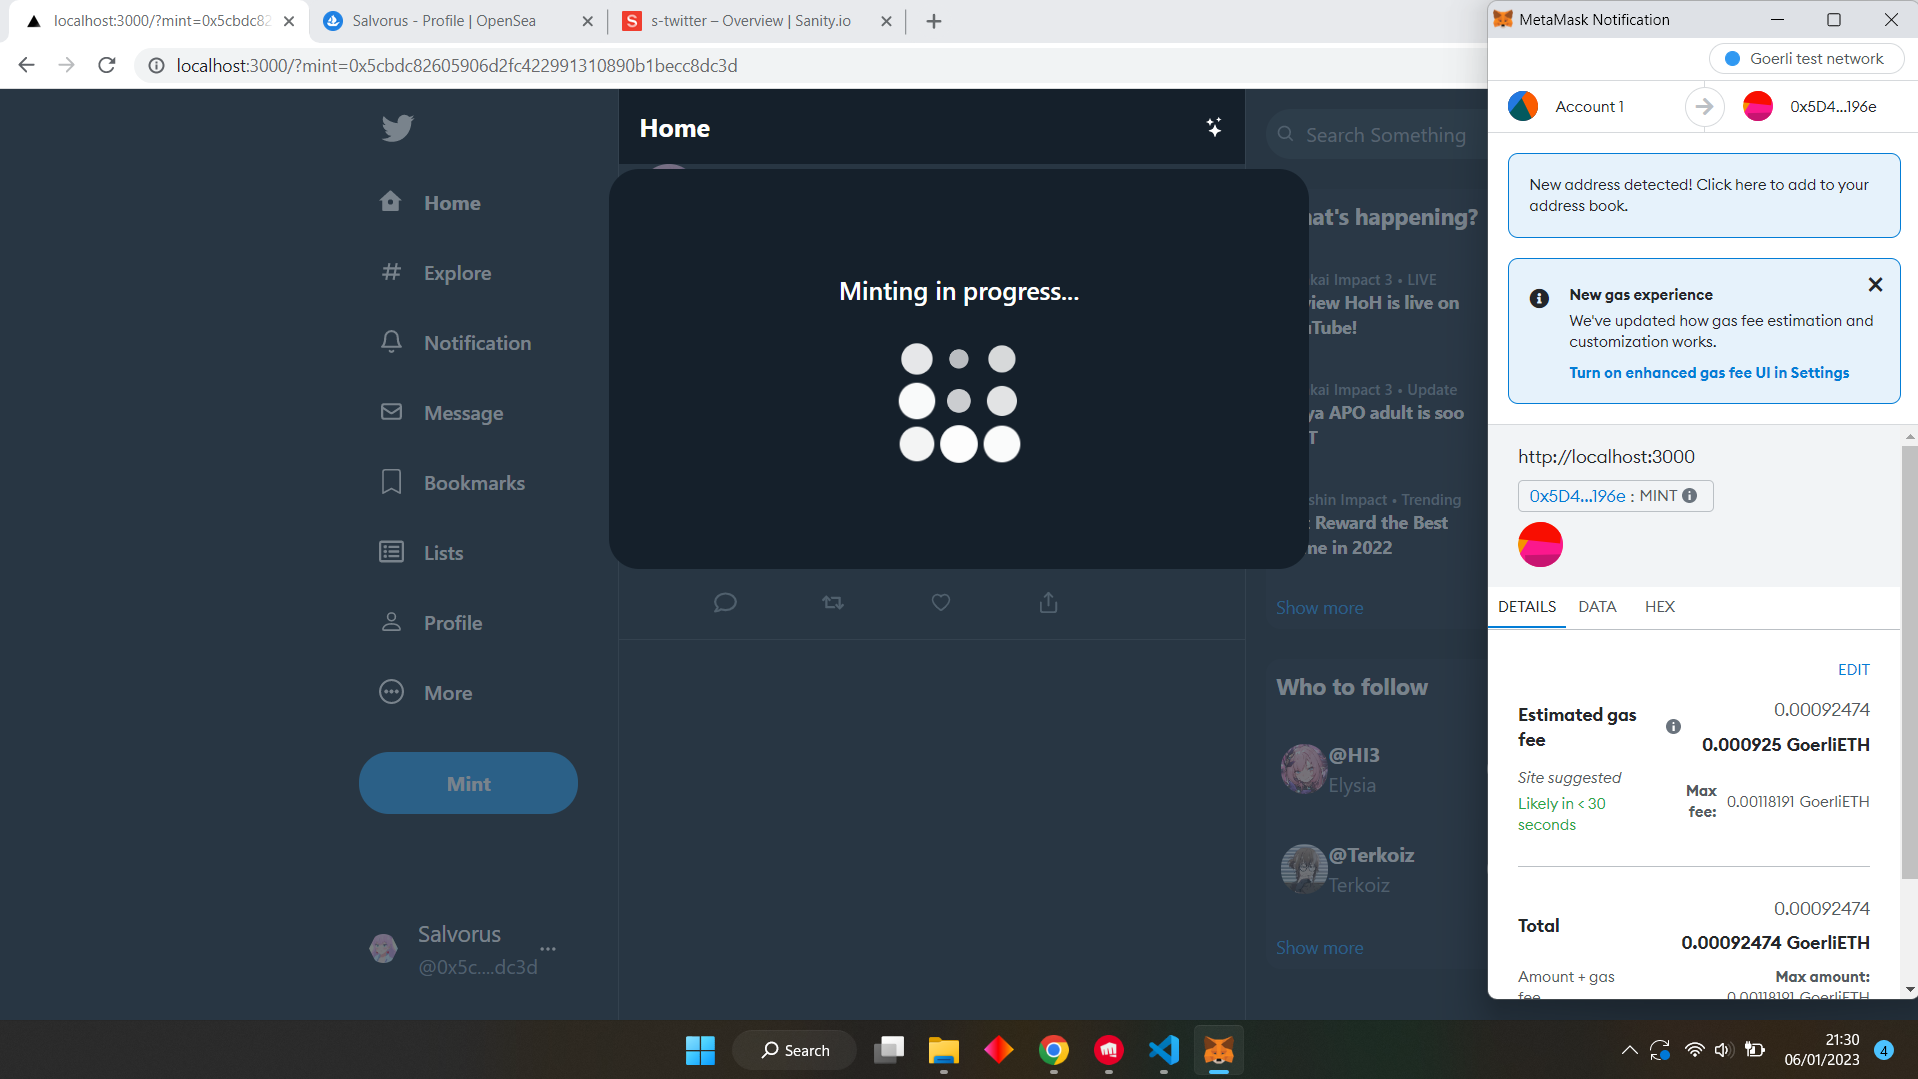 localhost:3000/?mint=0x5cbdc82
Salvorus - Profile | OpenSea
s-twitter – Overview | Sanity.io
localhost:3000/?mint=0x5cbdc82605906d2fc422991310890b1becc8dc3d
Home
Search Something
Home
Explore
Notification
Message
Bookmarks
Lists
Profile
More
Mint
Salvorus
@0x5c....dc3d
Minting in progress...
at's happening?
kai Impact 3 • LIVE
iew HoH is live on
uTube!
kai Impact 3 • Update
ya APO adult is soo
T
shin Impact • Trending
t Reward the Best
me in 2022
Show more
Who to follow
@HI3
Elysia
@Terkoiz
Terkoiz
Show more
MetaMask Notification
Goerli test network
Account 1
0x5D4...196e
New address detected! Click here to add to your
address book.
New gas experience
We've updated how gas fee estimation and
customization works.
Turn on enhanced gas fee UI in Settings
http://localhost:3000
0x5D4...196e : MINT
DETAILS DATA HEX
EDIT
Estimated gas
fee
0.00092474
0.000925 GoerliETH
Site suggested
Likely in < 30
seconds
Max
fee:
0.00118191 GoerliETH
Total
0.00092474
0.00092474 GoerliETH
Amount + gas
fee
Max amount:
0.00118191 GoerliETH
Search
21:30
06/01/2023
4